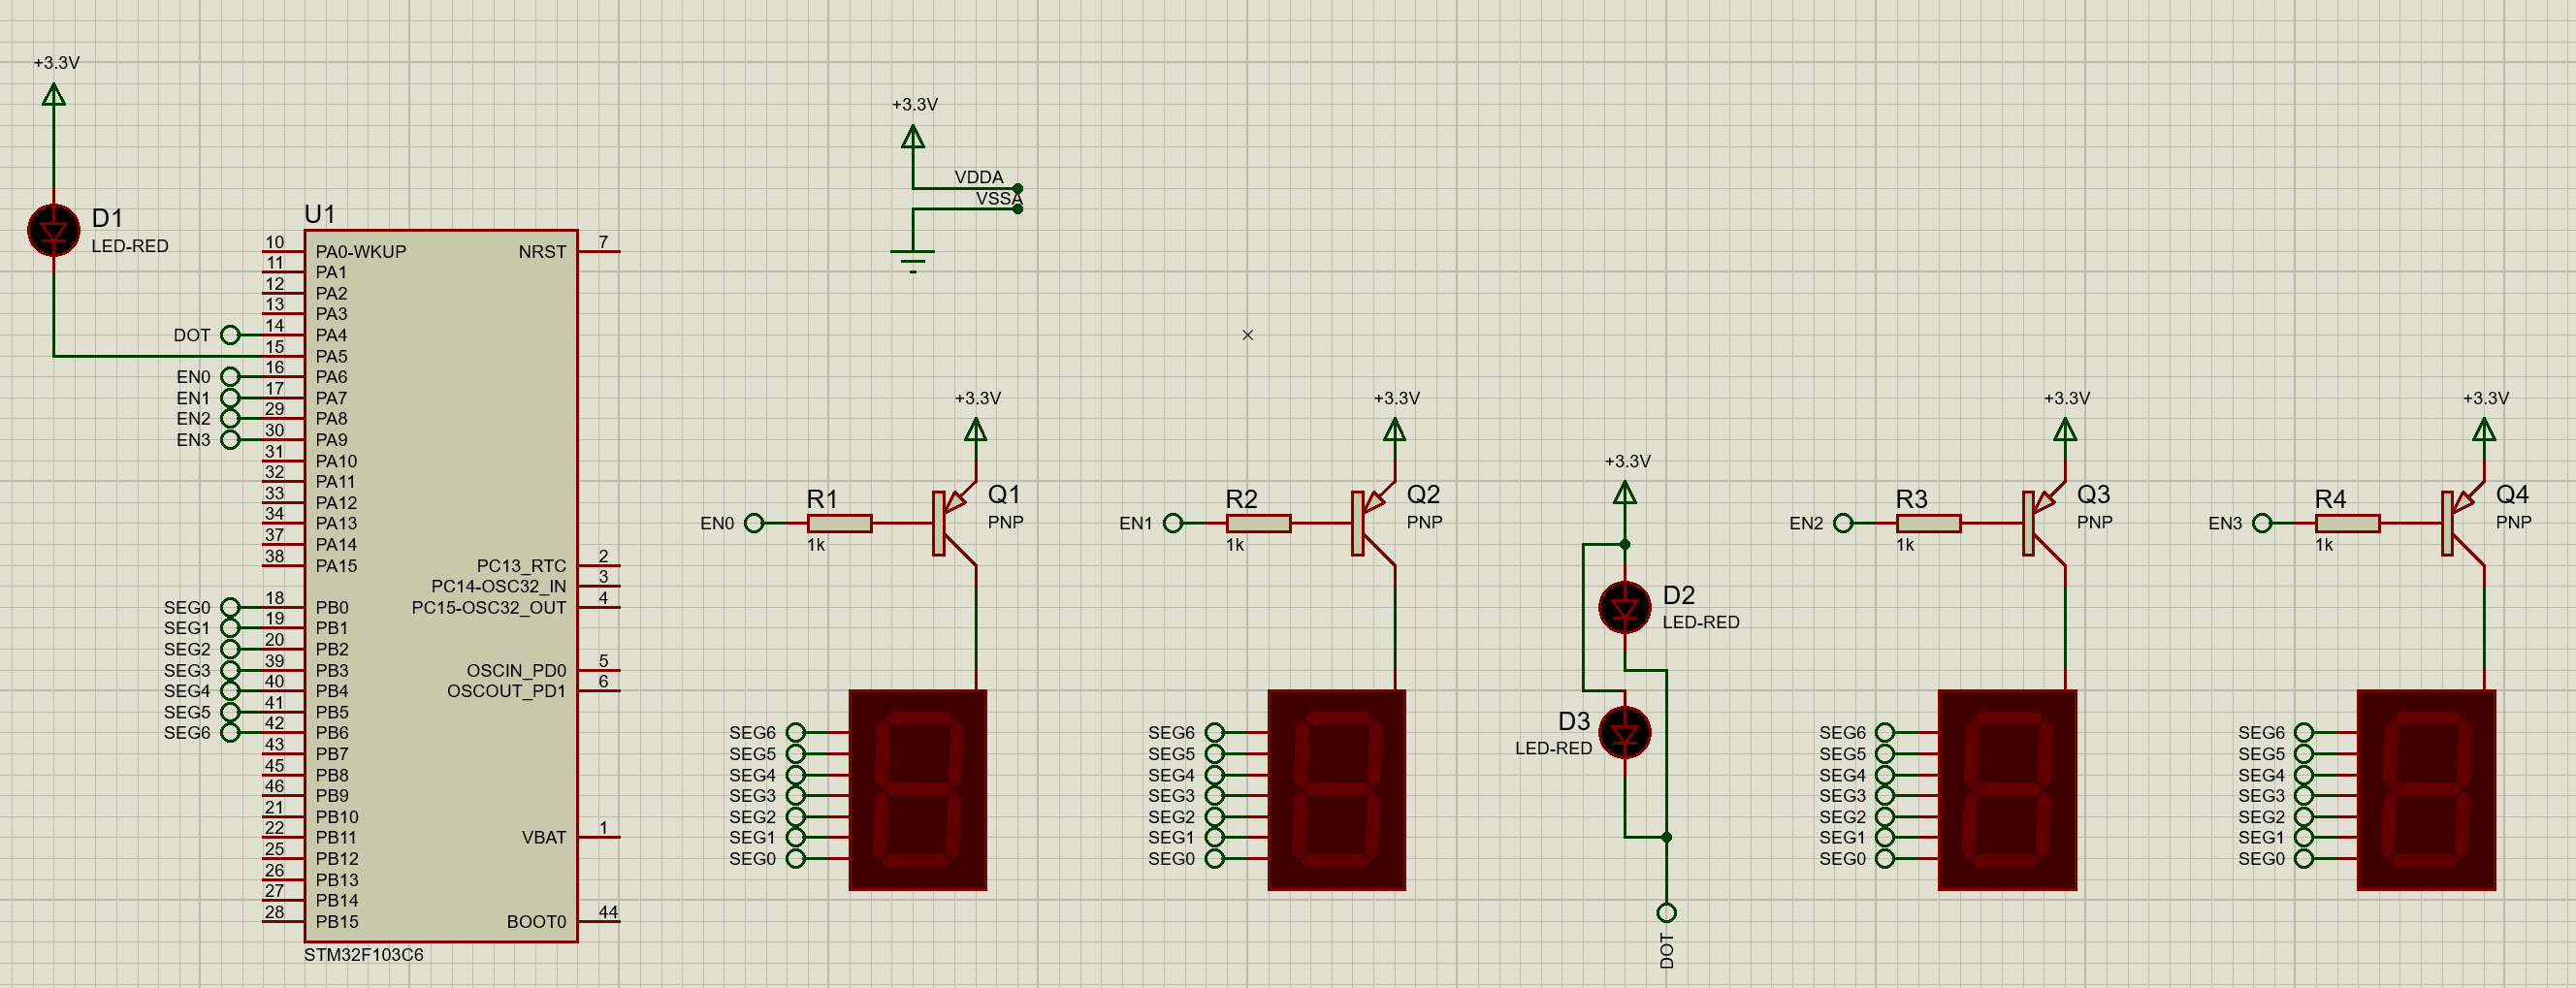 +3.3V
D1
LED-RED
U1
10 PA0-WKUP
11 PA1
12 PA2
13 PA3
DOT 14 PA4
15 PA5
EN0 16 PA6
EN1 17 PA7
EN2 29 PA8
EN3 30 PA9
31 PA10
32 PA11
33 PA12
34 PA13
37 PA14
38 PA15
SEG0 18 PB0
SEG1 19 PB1
SEG2 20 PB2
SEG3 39 PB3
SEG4 40 PB4
SEG5 41 PB5
SEG6 42 PB6
43 PB7
45 PB8
46 PB9
21 PB10
22 PB11
25 PB12
26 PB13
27 PB14
28 PB15
NRST 7
PC13_RTC 2
PC14-OSC32_IN 3
PC15-OSC32_OUT 4
OSCIN_PD0 5
OSCOUT_PD1 6
VBAT 1
BOOT0 44
STM32F103C6
+3.3V
VDDA
VSSA
+3.3V
EN0
R1
1k
Q1
PNP
SEG6
SEG5
SEG4
SEG3
SEG2
SEG1
SEG0
+3.3V
EN1
R2
1k
Q2
PNP
SEG6
SEG5
SEG4
SEG3
SEG2
SEG1
SEG0
+3.3V
D2
LED-RED
D3
LED-RED
DOT
+3.3V
EN2
R3
1k
Q3
PNP
SEG6
SEG5
SEG4
SEG3
SEG2
SEG1
SEG0
+3.3V
EN3
R4
1k
Q4
PNP
SEG6
SEG5
SEG4
SEG3
SEG2
SEG1
SEG0